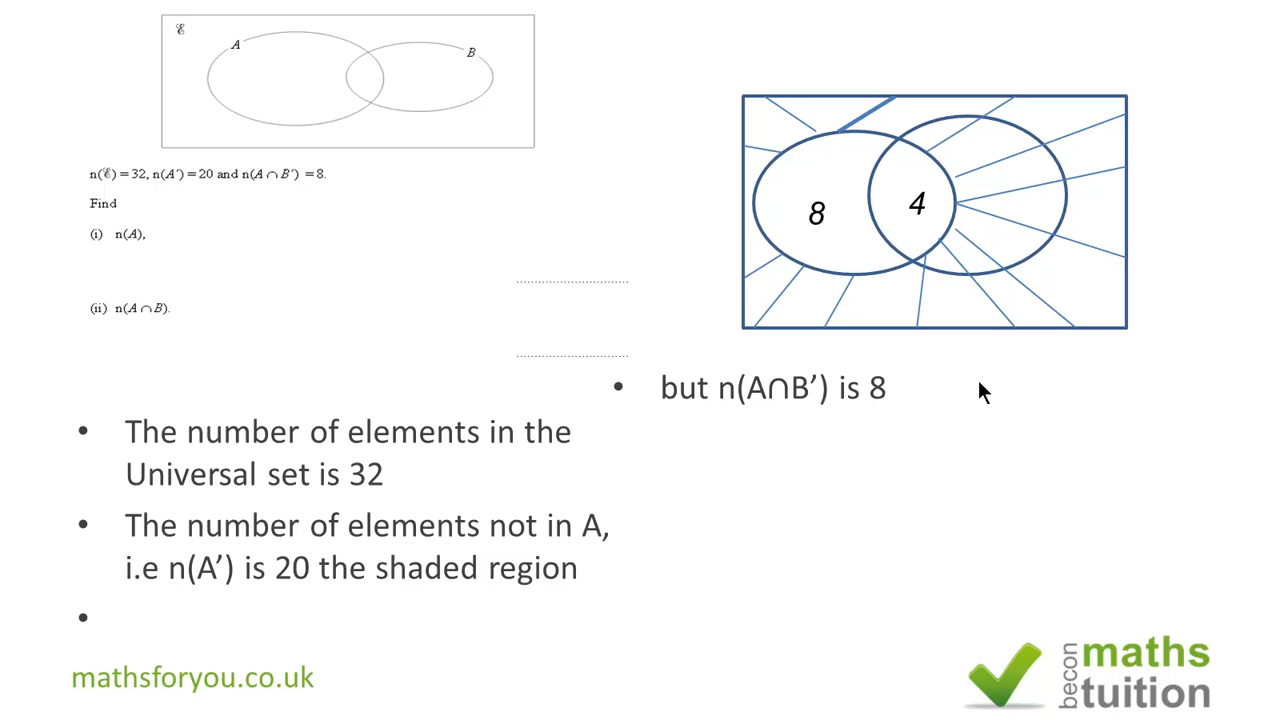 ℰ
A
B
n(ℰ) = 32, n(A′) = 20 and n(A ∩ B′) = 8.
Find
(i) n(A),
(ii) n(A ∩ B).
8
4
• but n(A∩B’) is 8
• The number of elements in the
Universal set is 32
• The number of elements not in A,
i.e n(A’) is 20 the shaded region
•
mathsforyou.co.uk
becon
maths
tuition